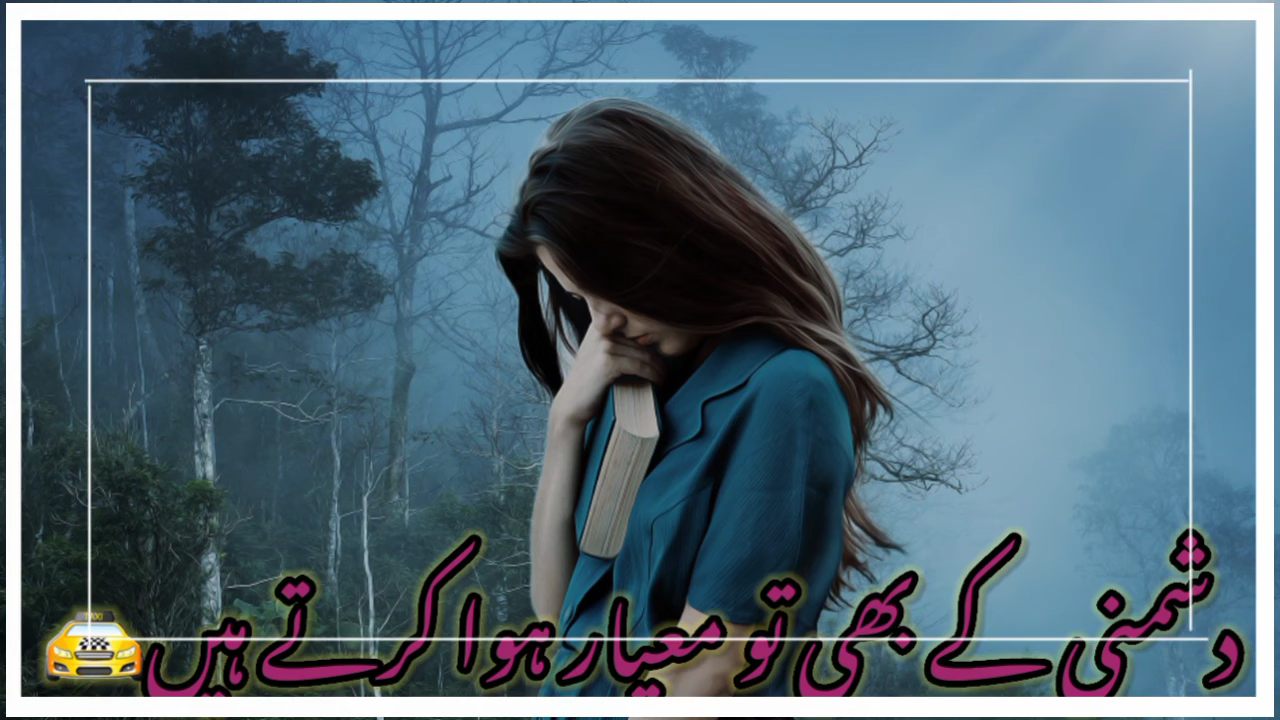 دشمنی کے بھی تو معیار ہوا کرتے ہیں